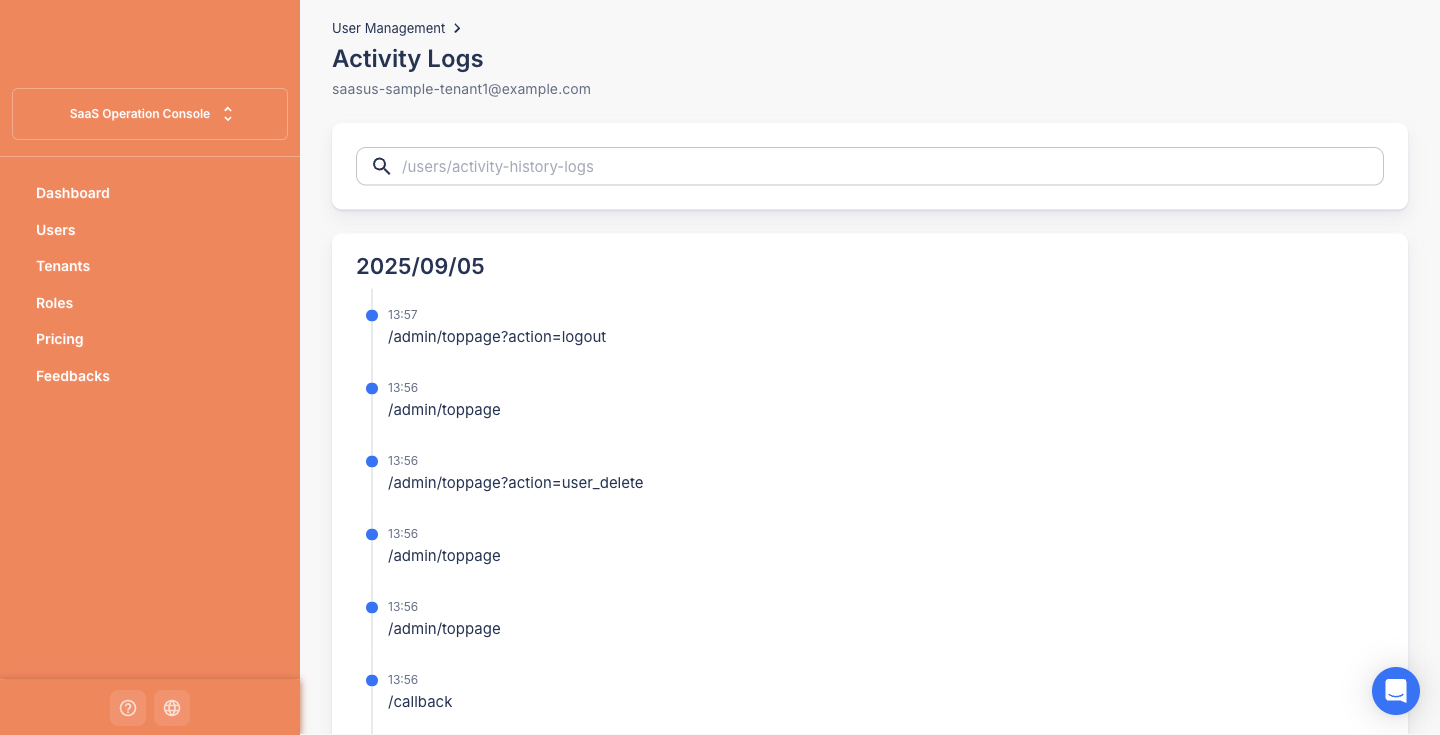 SaaS Operation Console
Dashboard
Users
Tenants
Roles
Pricing
Feedbacks
User Management
Activity Logs
saasus-sample-tenant1@example.com
/users/activity-history-logs
2025/09/05
13:57
/admin/toppage?action=logout
13:56
/admin/toppage
13:56
/admin/toppage?action=user_delete
13:56
/admin/toppage
13:56
/admin/toppage
13:56
/callback